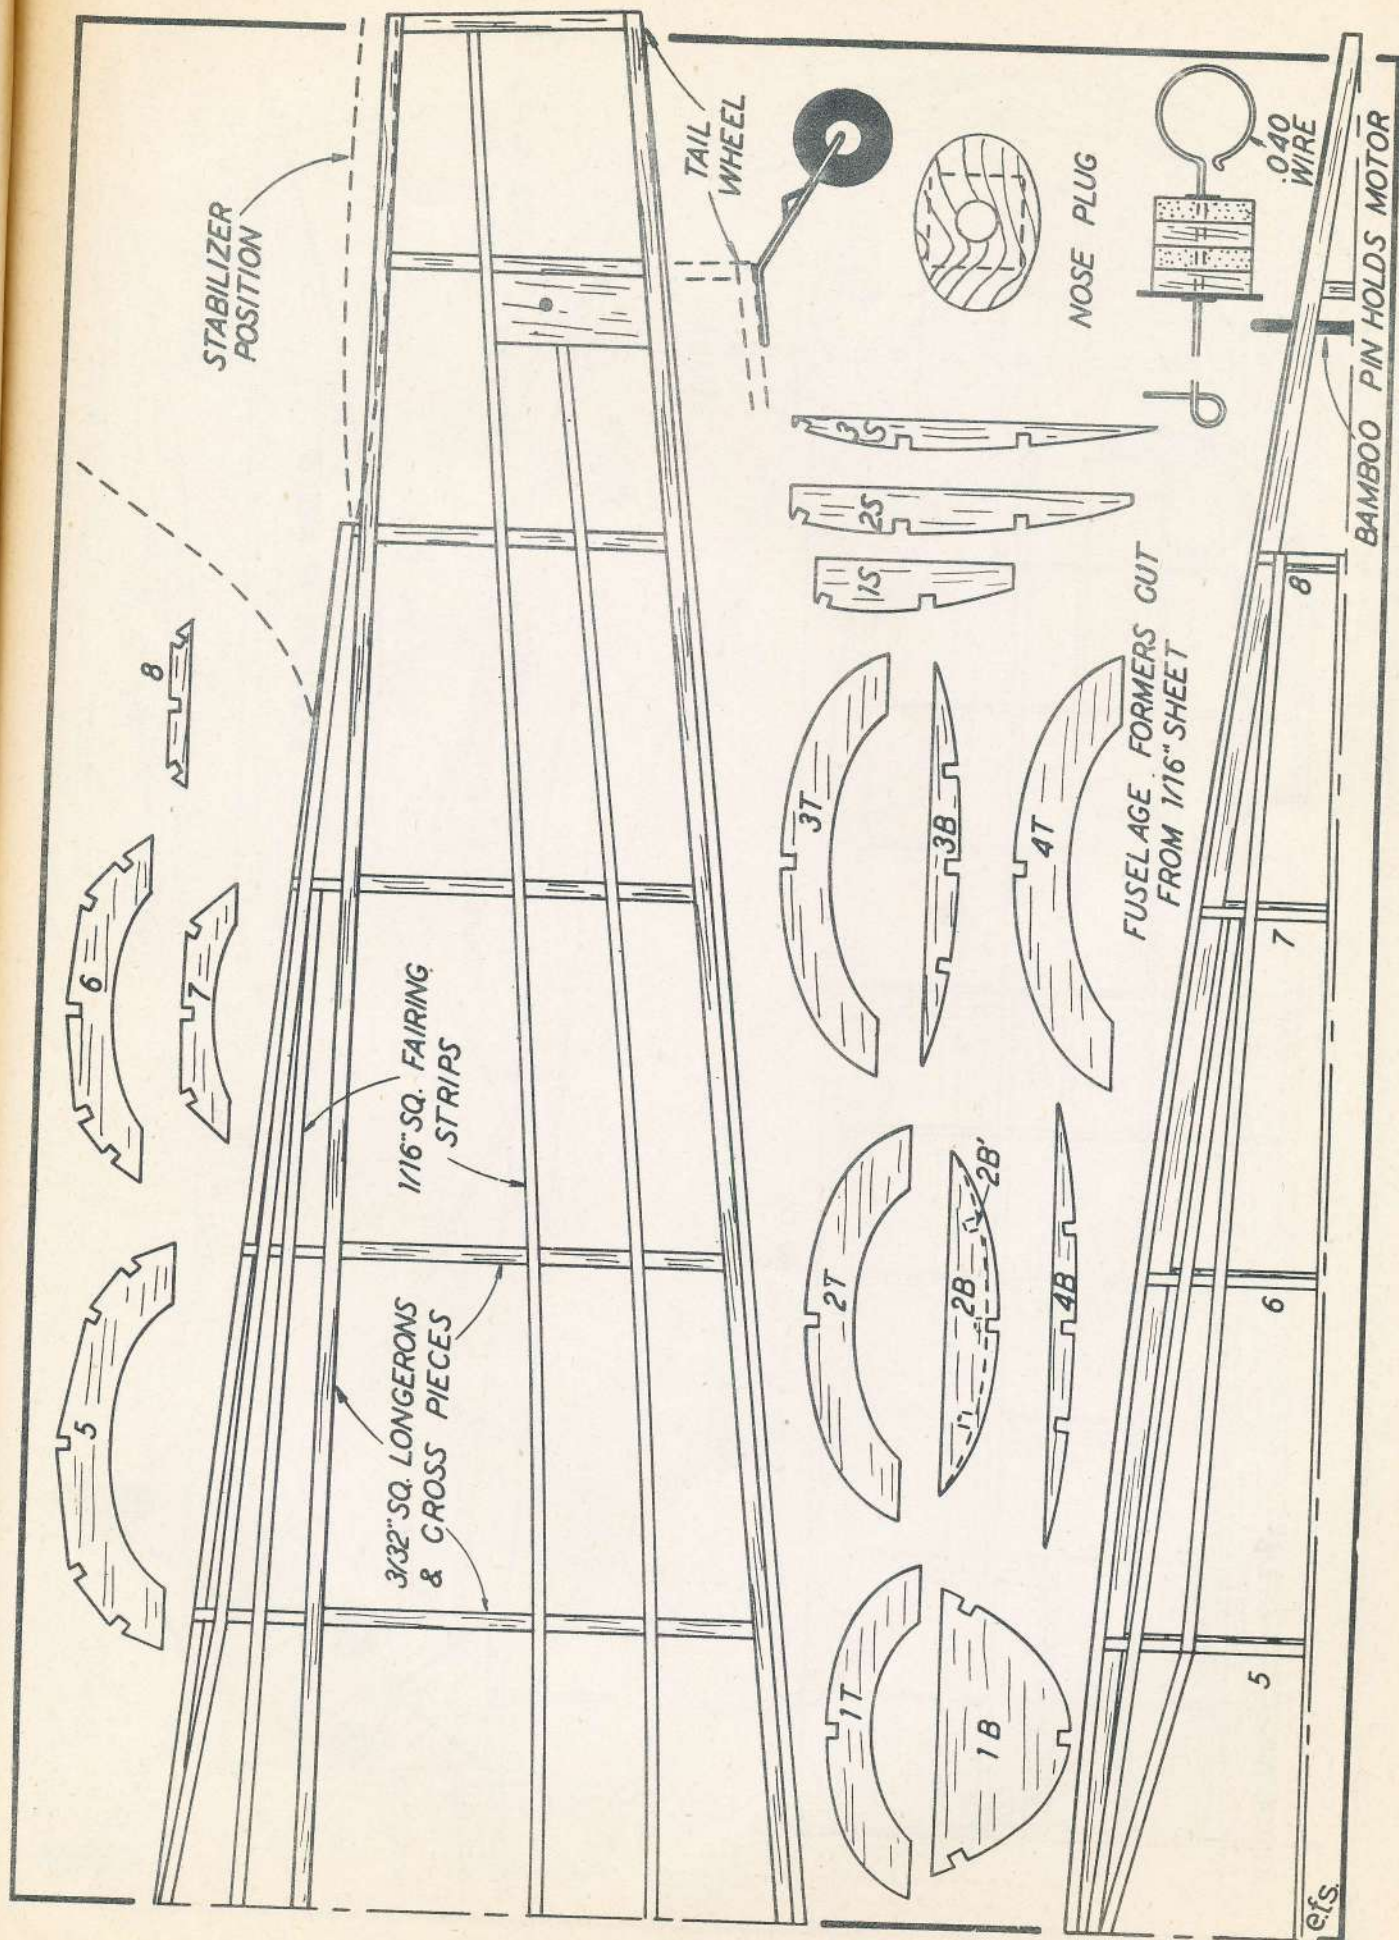 STABILIZER
POSITION
TAIL
WHEEL
NOSE PLUG
.040
WIRE
BAMBOO PIN HOLDS MOTOR
8
6
7
5
1/16" SQ. FAIRING
STRIPS
3/32" SQ. LONGERONS
& CROSS PIECES
3S
2S
1S
3T
3B
4T
FUSELAGE FORMERS CUT
FROM 1/16" SHEET
2T
2B
2B'
4B
1T
1B
8
7
6
5
e.f.s.